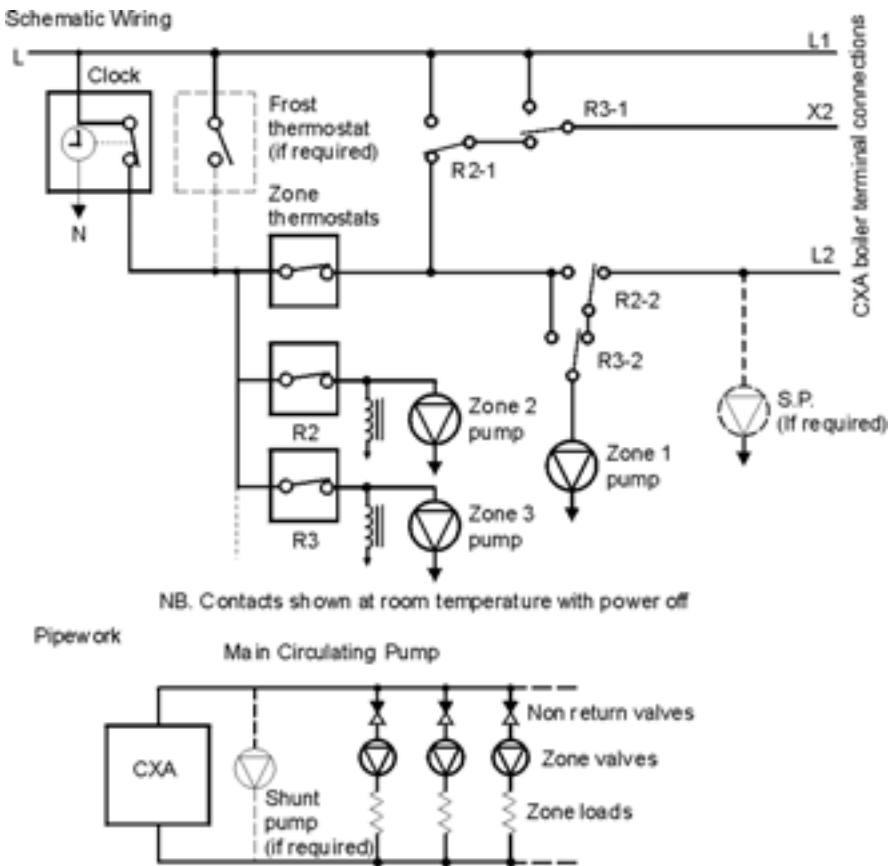 Schematic Wiring
L
L1
Clock
Frost
thermostat
(if required)
R3-1
X2
R2-1
N
Zone
thermostats
L2
CXA boiler terminal connections
R2-2
R3-2
Zone 2
pump
R2
S.P.
(If required)
Zone 1
pump
Zone 3
pump
R3
NB. Contacts shown at room temperature with power off
Pipework
Main Circulating Pump
Non return valves
CXA
Zone valves
Shunt
pump
(if required)
Zone loads